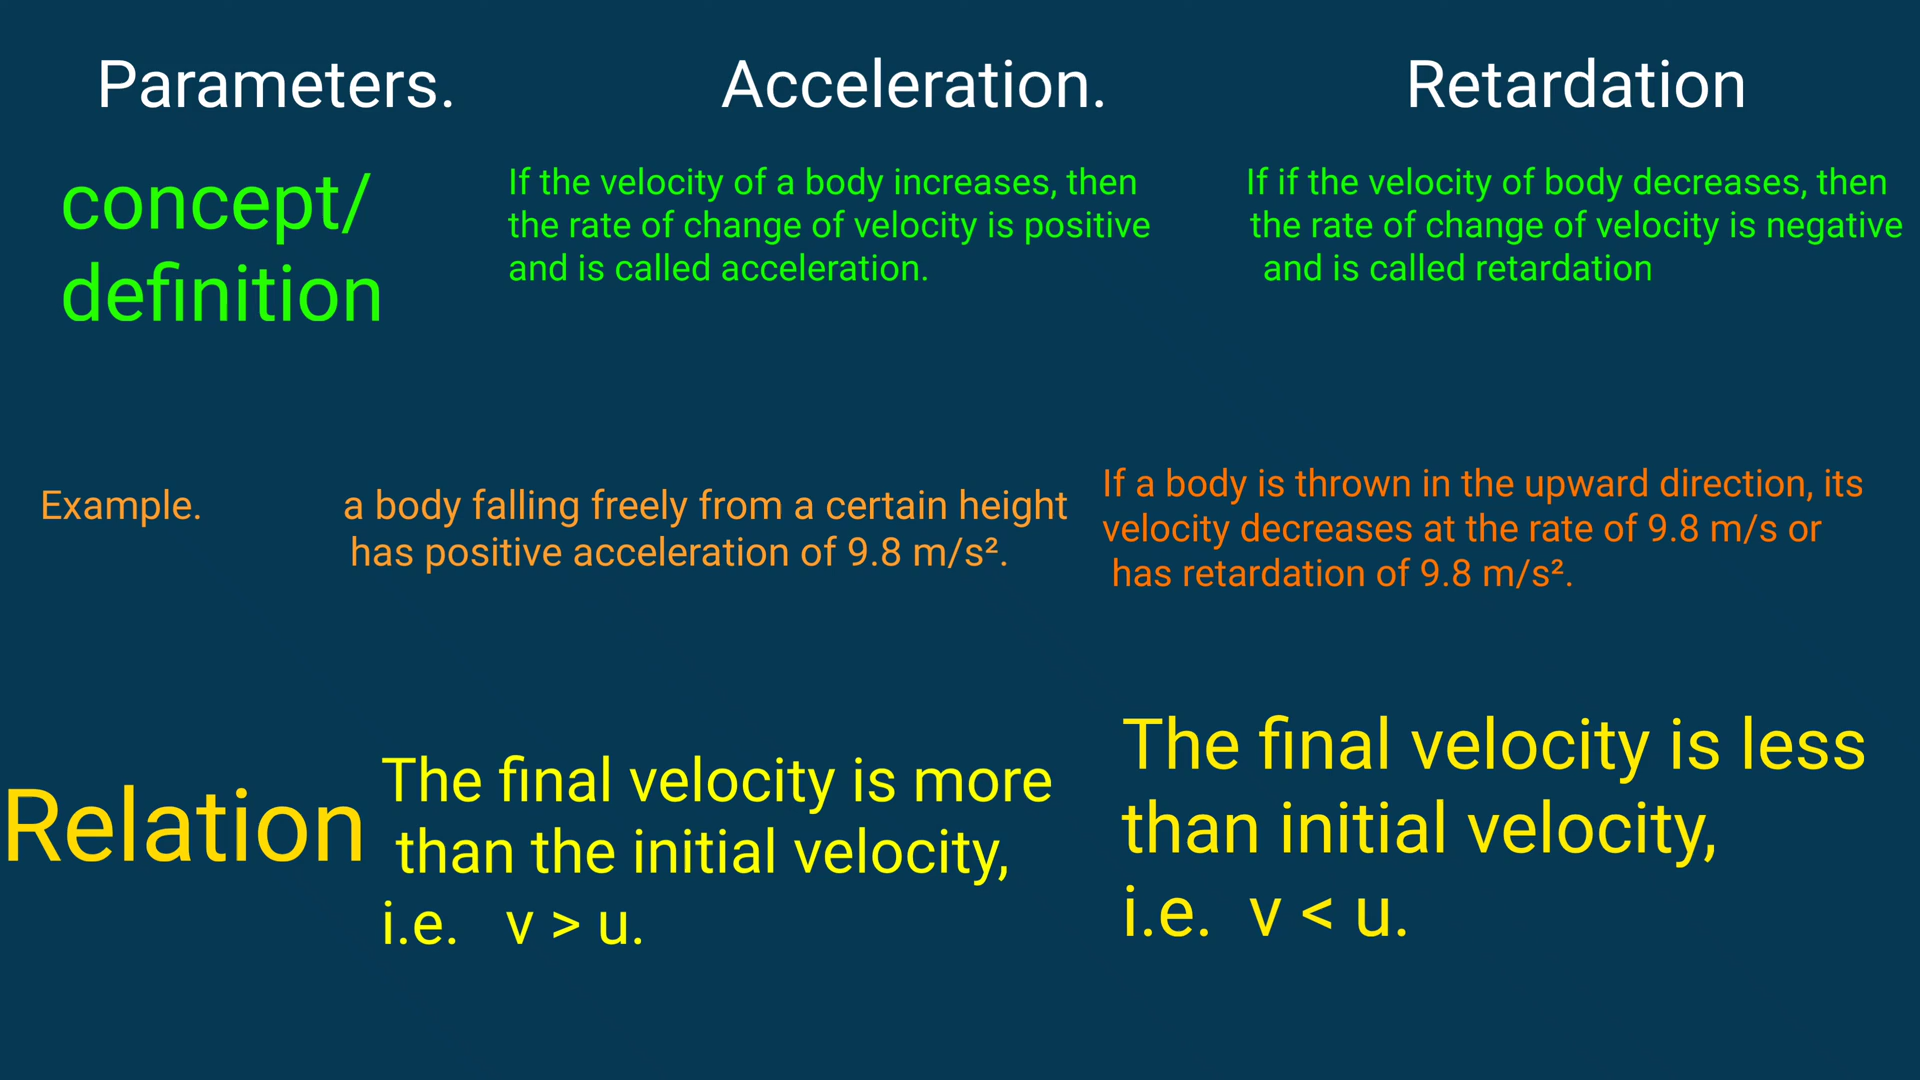 Parameters.
Acceleration.
Retardation
concept/
definition
If the velocity of a body increases, then
the rate of change of velocity is positive
and is called acceleration.
If if the velocity of body decreases, then
the rate of change of velocity is negative
and is called retardation
Example.
a body falling freely from a certain height
has positive acceleration of 9.8 m/s².
If a body is thrown in the upward direction, its
velocity decreases at the rate of 9.8 m/s or
has retardation of 9.8 m/s².
Relation
The final velocity is more
than the initial velocity,
i.e. v > u.
The final velocity is less
than initial velocity,
i.e. v < u.